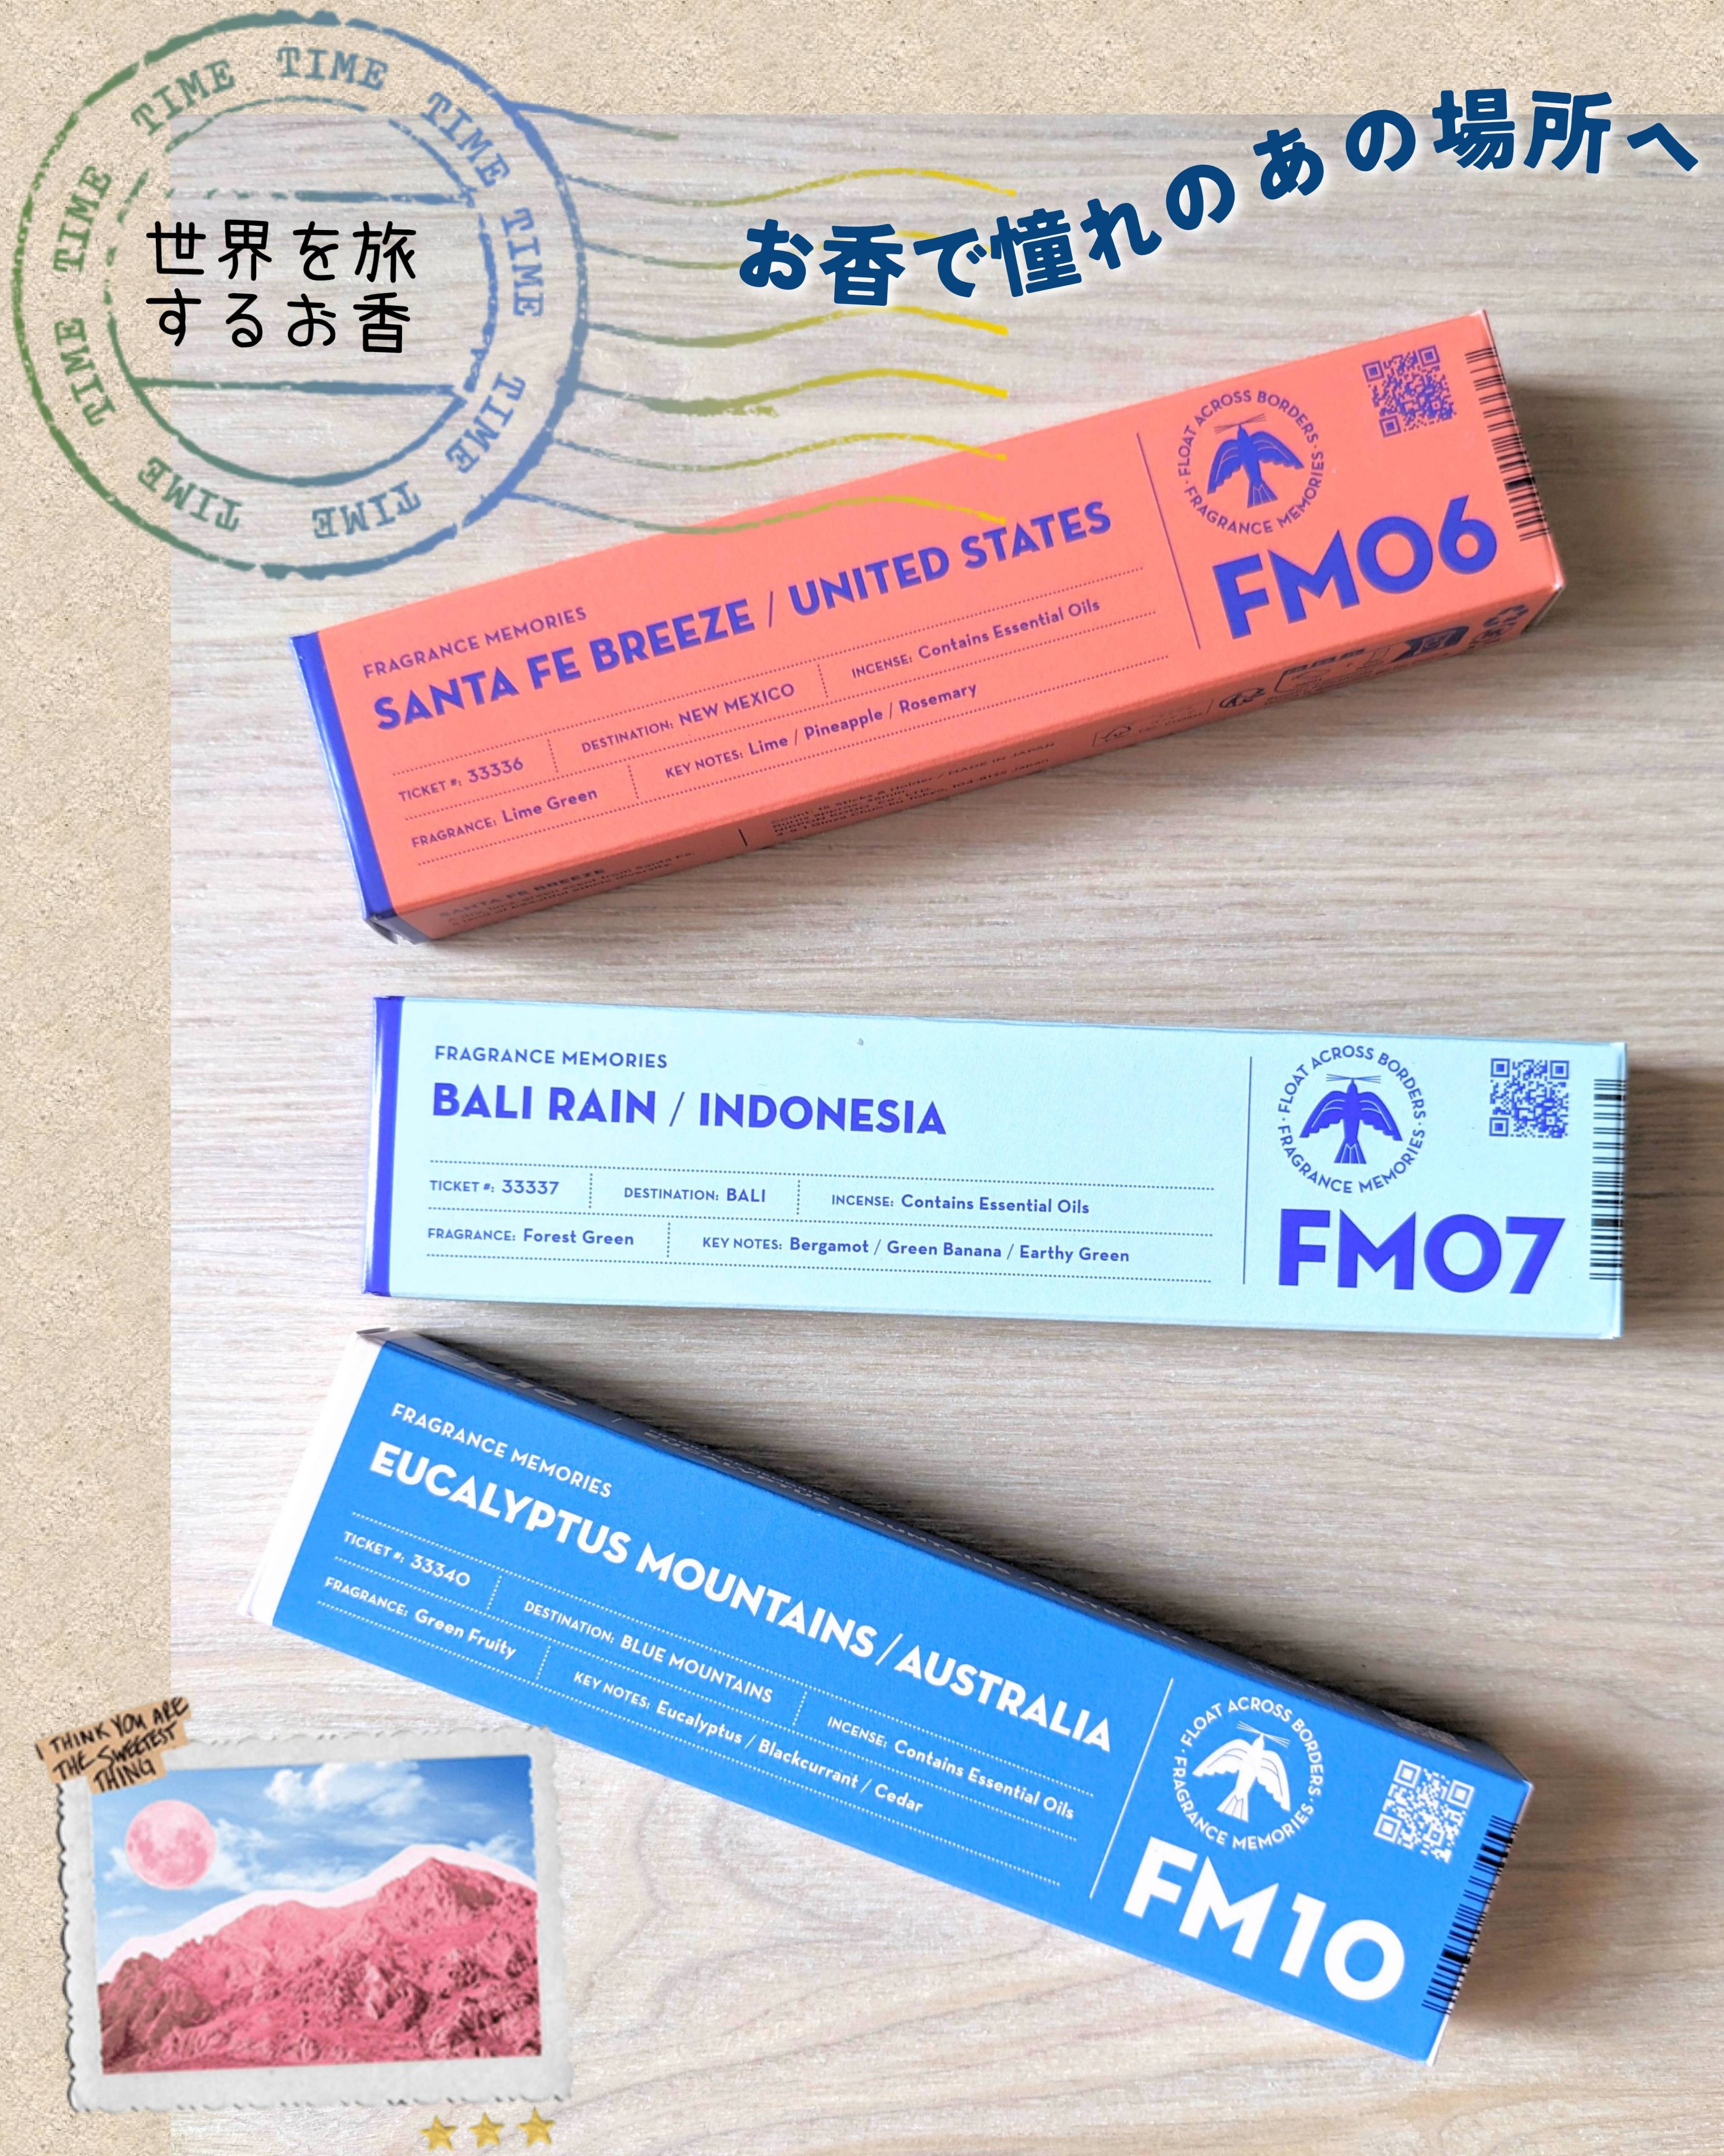 TIME TIME TIME TIME TIME TIME TIME TIME TIME TIME
世界を旅
するお香
お香で憧れのあの場所へ
FRAGRANCE MEMORIES
SANTA FE BREEZE / UNITED STATES
TICKET #: 33336 DESTINATION: NEW MEXICO INCENSE: Contains Essential Oils
FRAGRANCE: Lime Green KEY NOTES: Lime / Pineapple / Rosemary
FLOAT ACROSS BORDERS · FRAGRANCE MEMORIES ·
FM06
SANTA FE BREEZE
FRAGRANCE MEMORIES
BALI RAIN / INDONESIA
TICKET #: 33337 DESTINATION: BALI INCENSE: Contains Essential Oils
FRAGRANCE: Forest Green KEY NOTES: Bergamot / Green Banana / Earthy Green
FLOAT ACROSS BORDERS · FRAGRANCE MEMORIES ·
FM07
FRAGRANCE MEMORIES
EUCALYPTUS MOUNTAINS / AUSTRALIA
TICKET #: 33340 DESTINATION: BLUE MOUNTAINS INCENSE: Contains Essential Oils
FRAGRANCE: Green Fruity KEY NOTES: Eucalyptus / Blackcurrant / Cedar
FLOAT ACROSS BORDERS · FRAGRANCE MEMORIES ·
FM10
I THINK YOU ARE
THE SWEETEST
THING